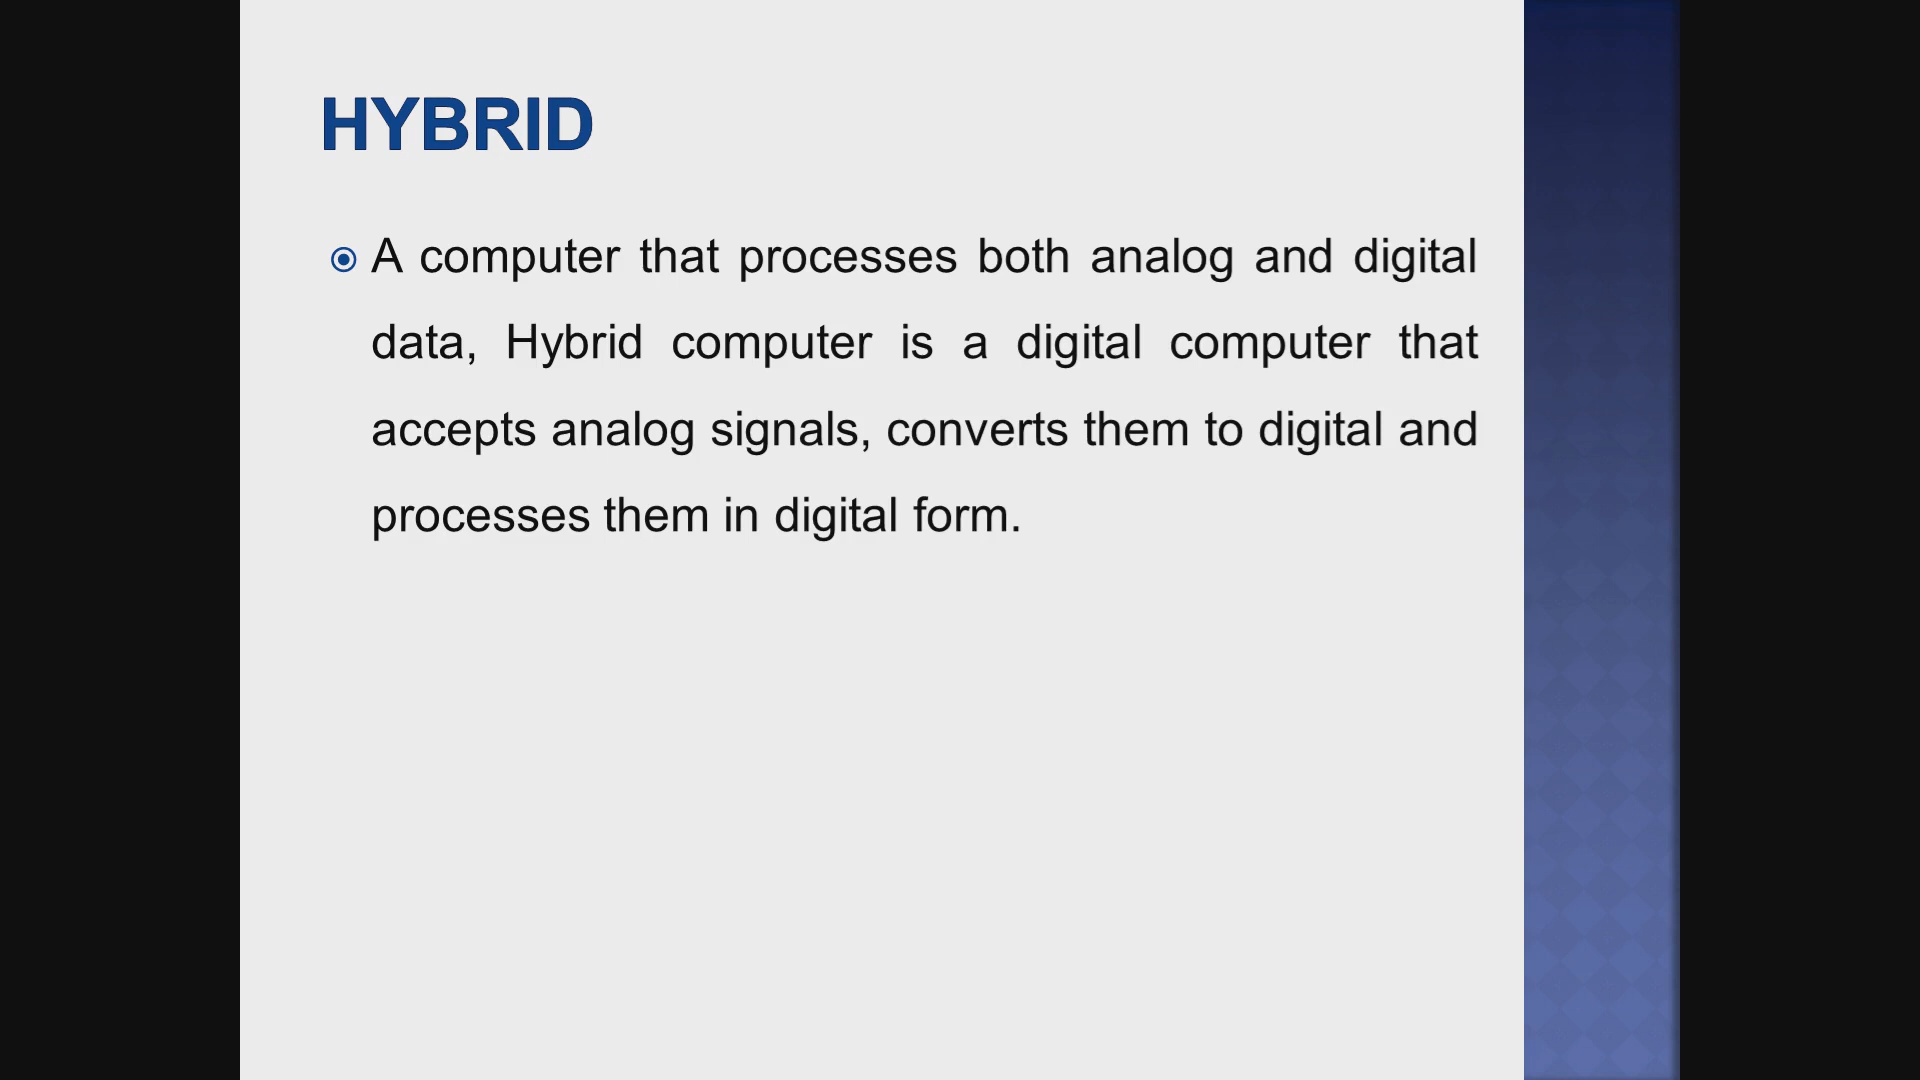 HYBRID
A computer that processes both analog and digital
data, Hybrid computer is a digital computer that
accepts analog signals, converts them to digital and
processes them in digital form.